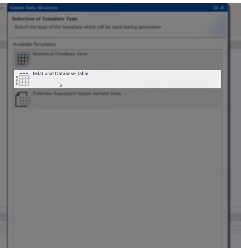 Create Data Structure
Selection of Template Type
Select the type of the template which will be used during generation
Available Templates
Relational Database View
Relational Database Table
Delimiter Separated Values Sample Data